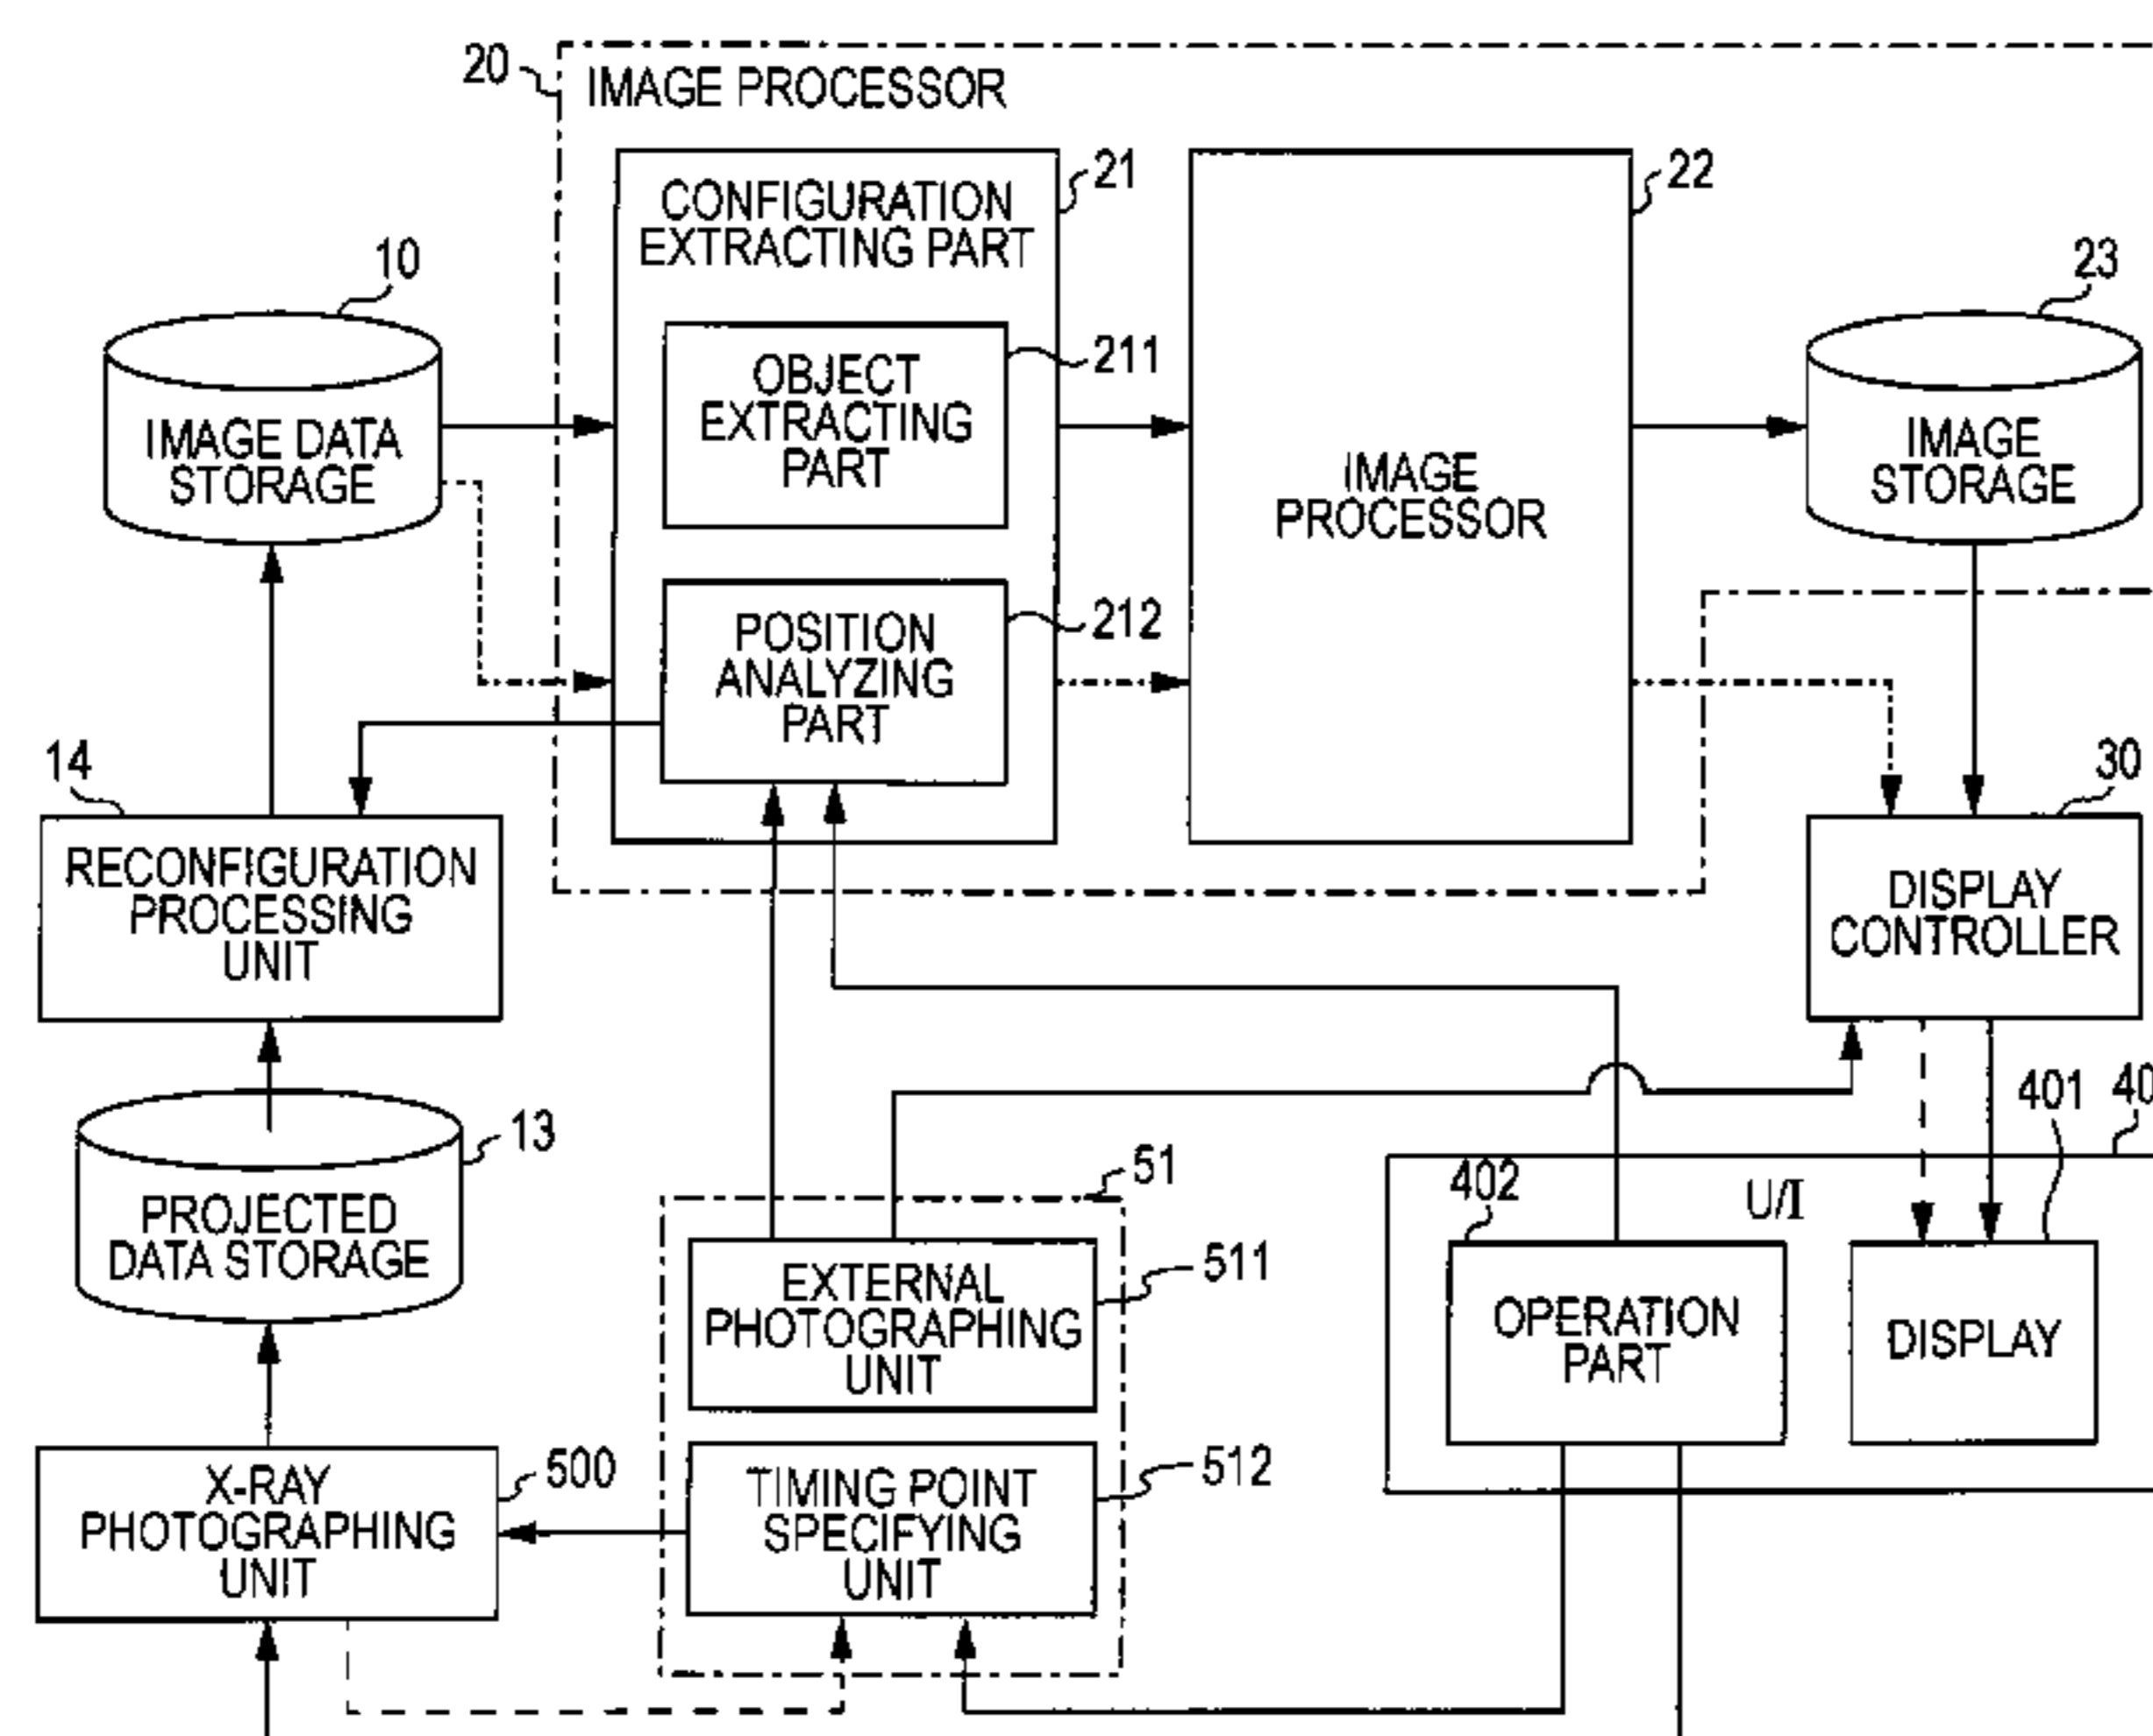 20
IMAGE PROCESSOR
21
CONFIGURATION
EXTRACTING PART
22
10
23
211
OBJECT
EXTRACTING
PART
IMAGE DATA
STORAGE
IMAGE
PROCESSOR
IMAGE
STORAGE
212
POSITION
ANALYZING
PART
14
30
RECONFIGURATION
PROCESSING
UNIT
DISPLAY
CONTROLLER
13
401
40
51
402
U/I
PROJECTED
DATA STORAGE
511
EXTERNAL
PHOTOGRAPHING
UNIT
OPERATION
PART
DISPLAY
500
512
X-RAY
PHOTOGRAPHING
UNIT
TIMING POINT
SPECIFYING
UNIT